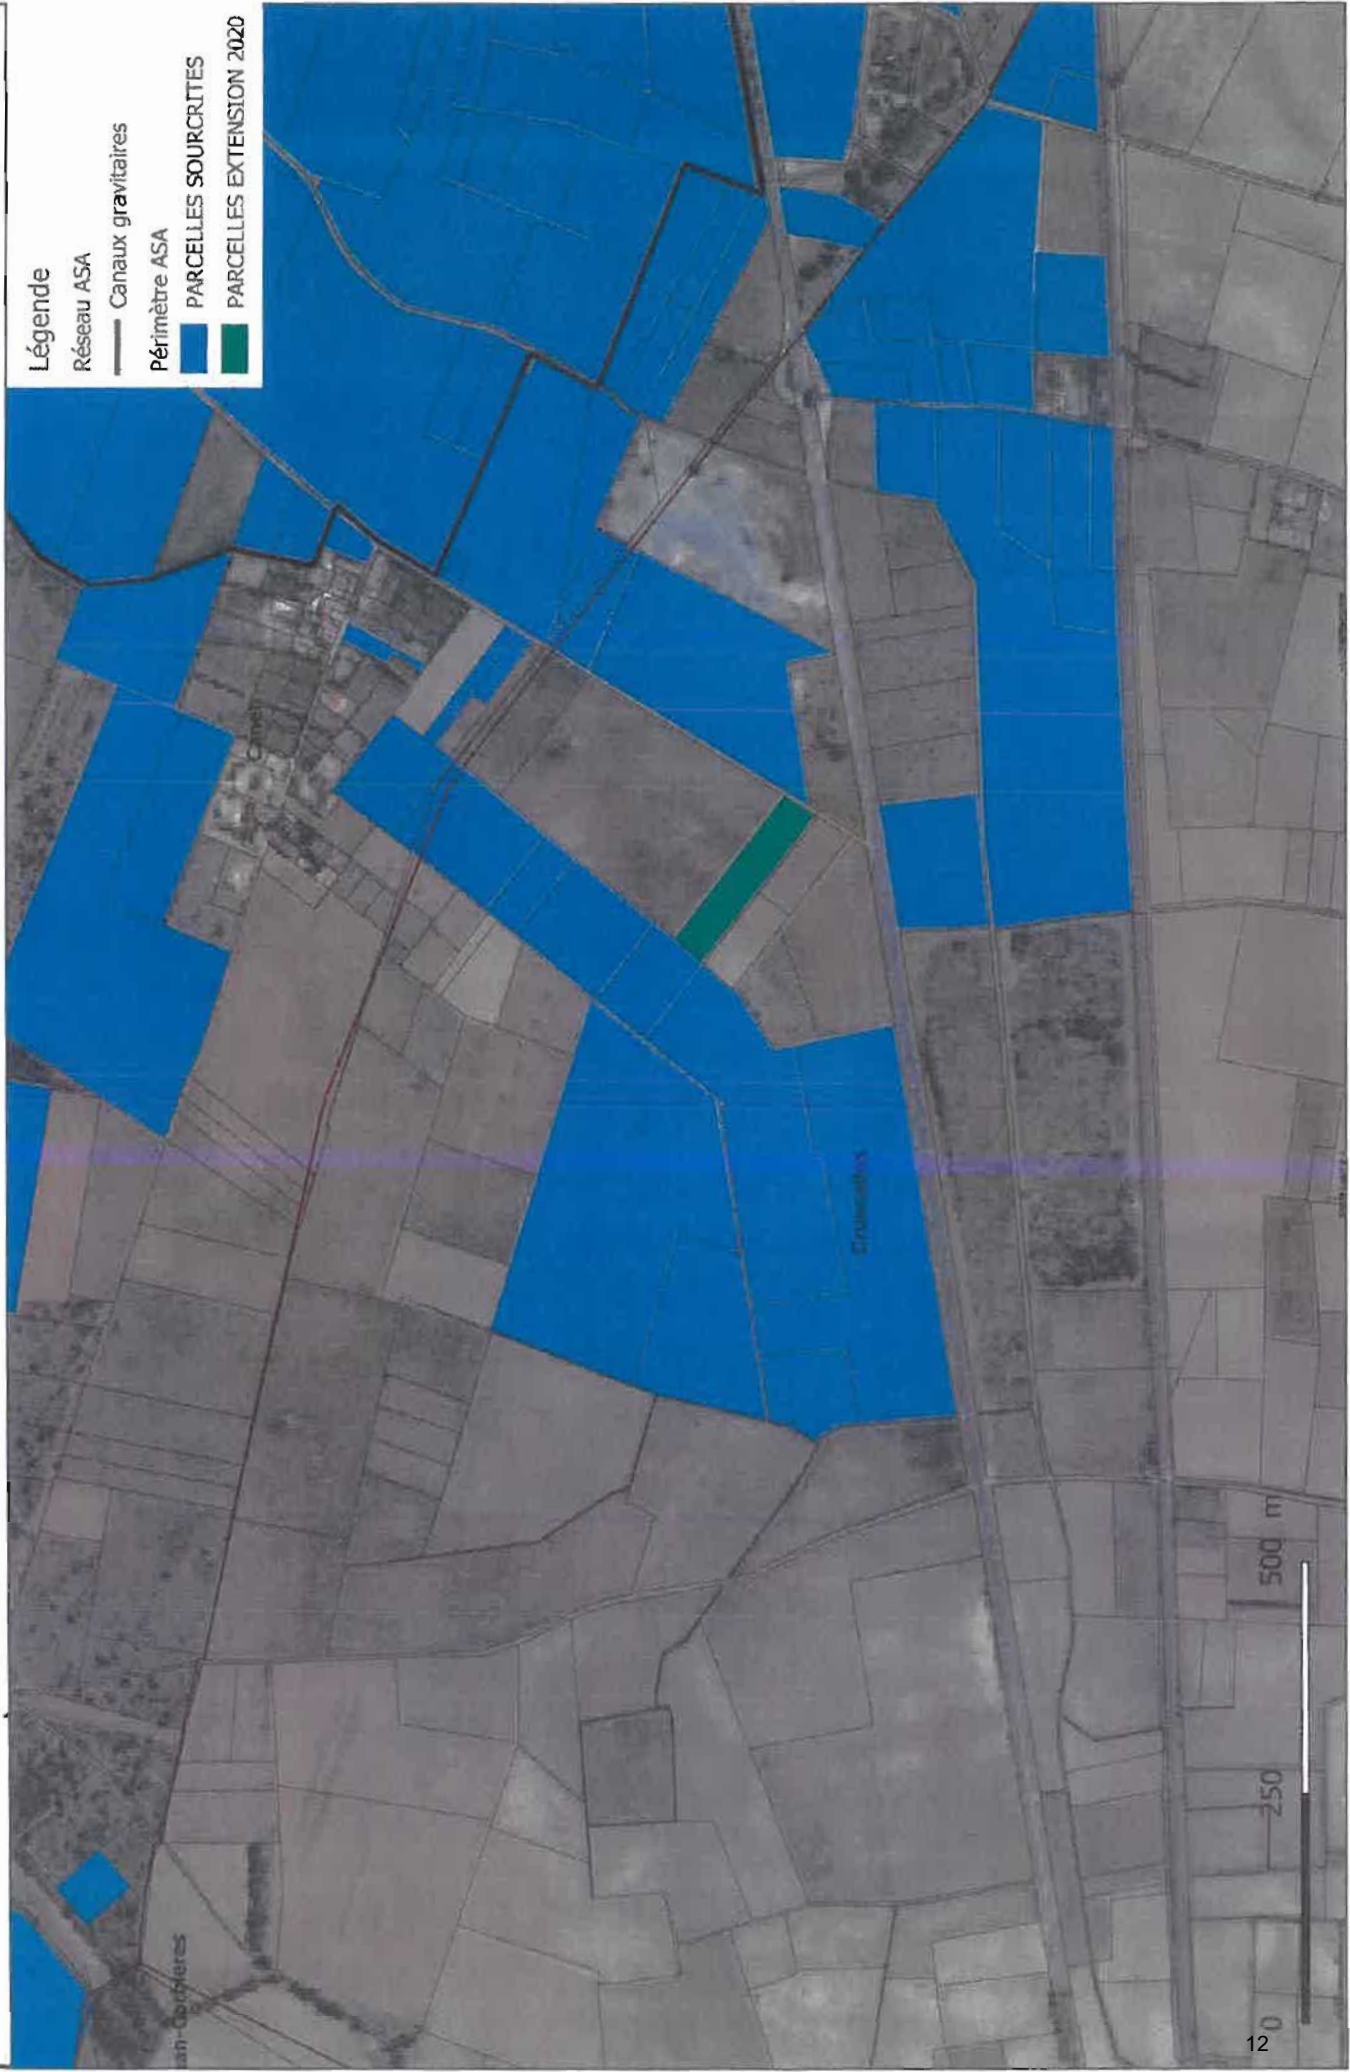 Légende
Réseau ASA
Canaux gravitaires
Périmètre ASA
PARCELLES SOURCRITES
PARCELLES EXTENSION 2020
0 250 500 m
12